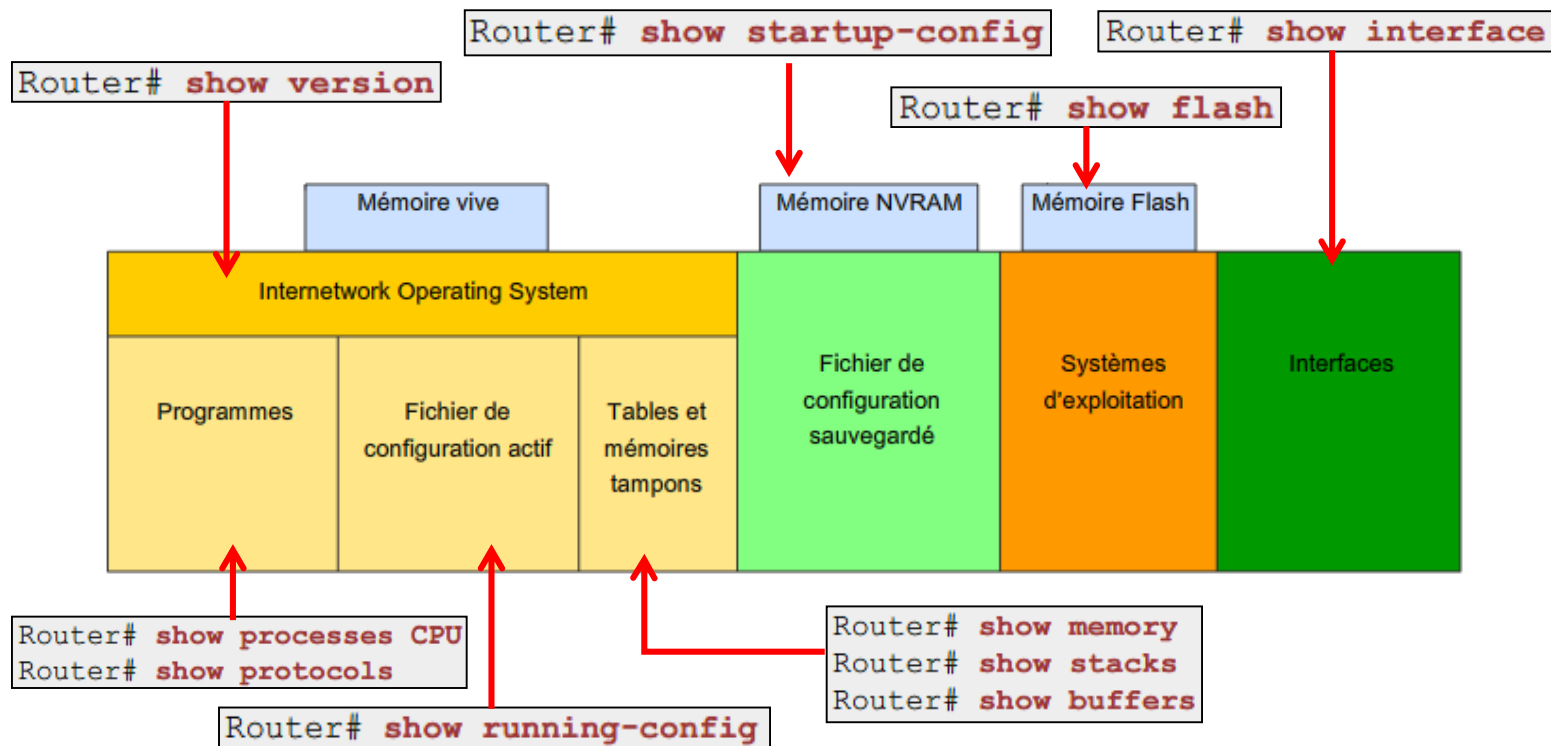 Router# show startup-config
Router# show interface
Router# show version
Router# show flash
Mémoire vive
Mémoire NVRAM
Mémoire Flash
Internetwork Operating System
Programmes
Fichier de
configuration actif
Tables et
mémoires
tampons
Fichier de
configuration
sauvegardé
Systèmes
d'exploitation
Interfaces
Router# show processes CPU
Router# show protocols
Router# show running-config
Router# show memory
Router# show stacks
Router# show buffers